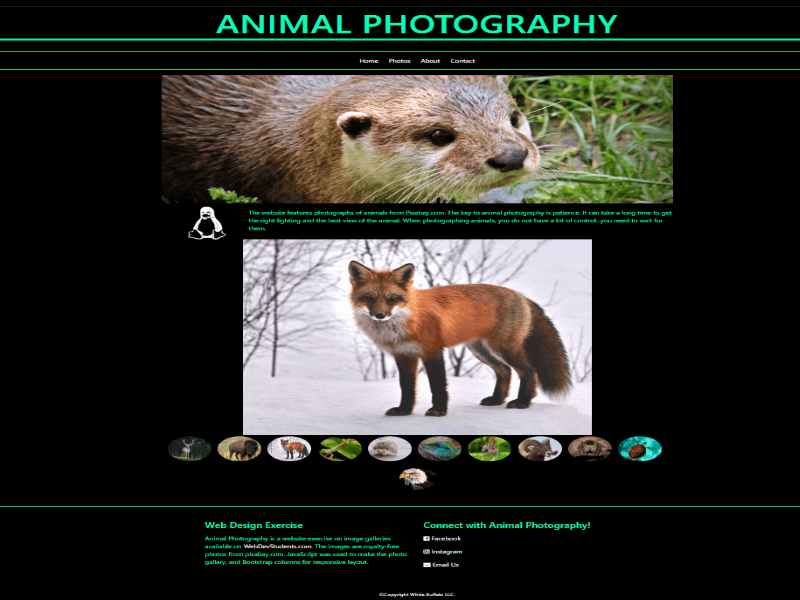 ANIMAL PHOTOGRAPHY
Home Photos About Contact
The website features photographs of animals from Pixabay.com. The key to animal photography is patience. It can take a long time to get
the right lighting and the best view of the animal. When photographing animals, you do not have a lot of control...you need to wait for
them.
Web Design Exercise
Animal Photography is a website exercise on image galleries
available on WebDevStudents.com. The images are royalty-free
photos from pixabay.com. JavaScript was used to make the photo
gallery, and Bootstrap columns for responsive layout.
Connect with Animal Photography!
Facebook
Instagram
Email Us
©Copyright White Buffalo LLC.